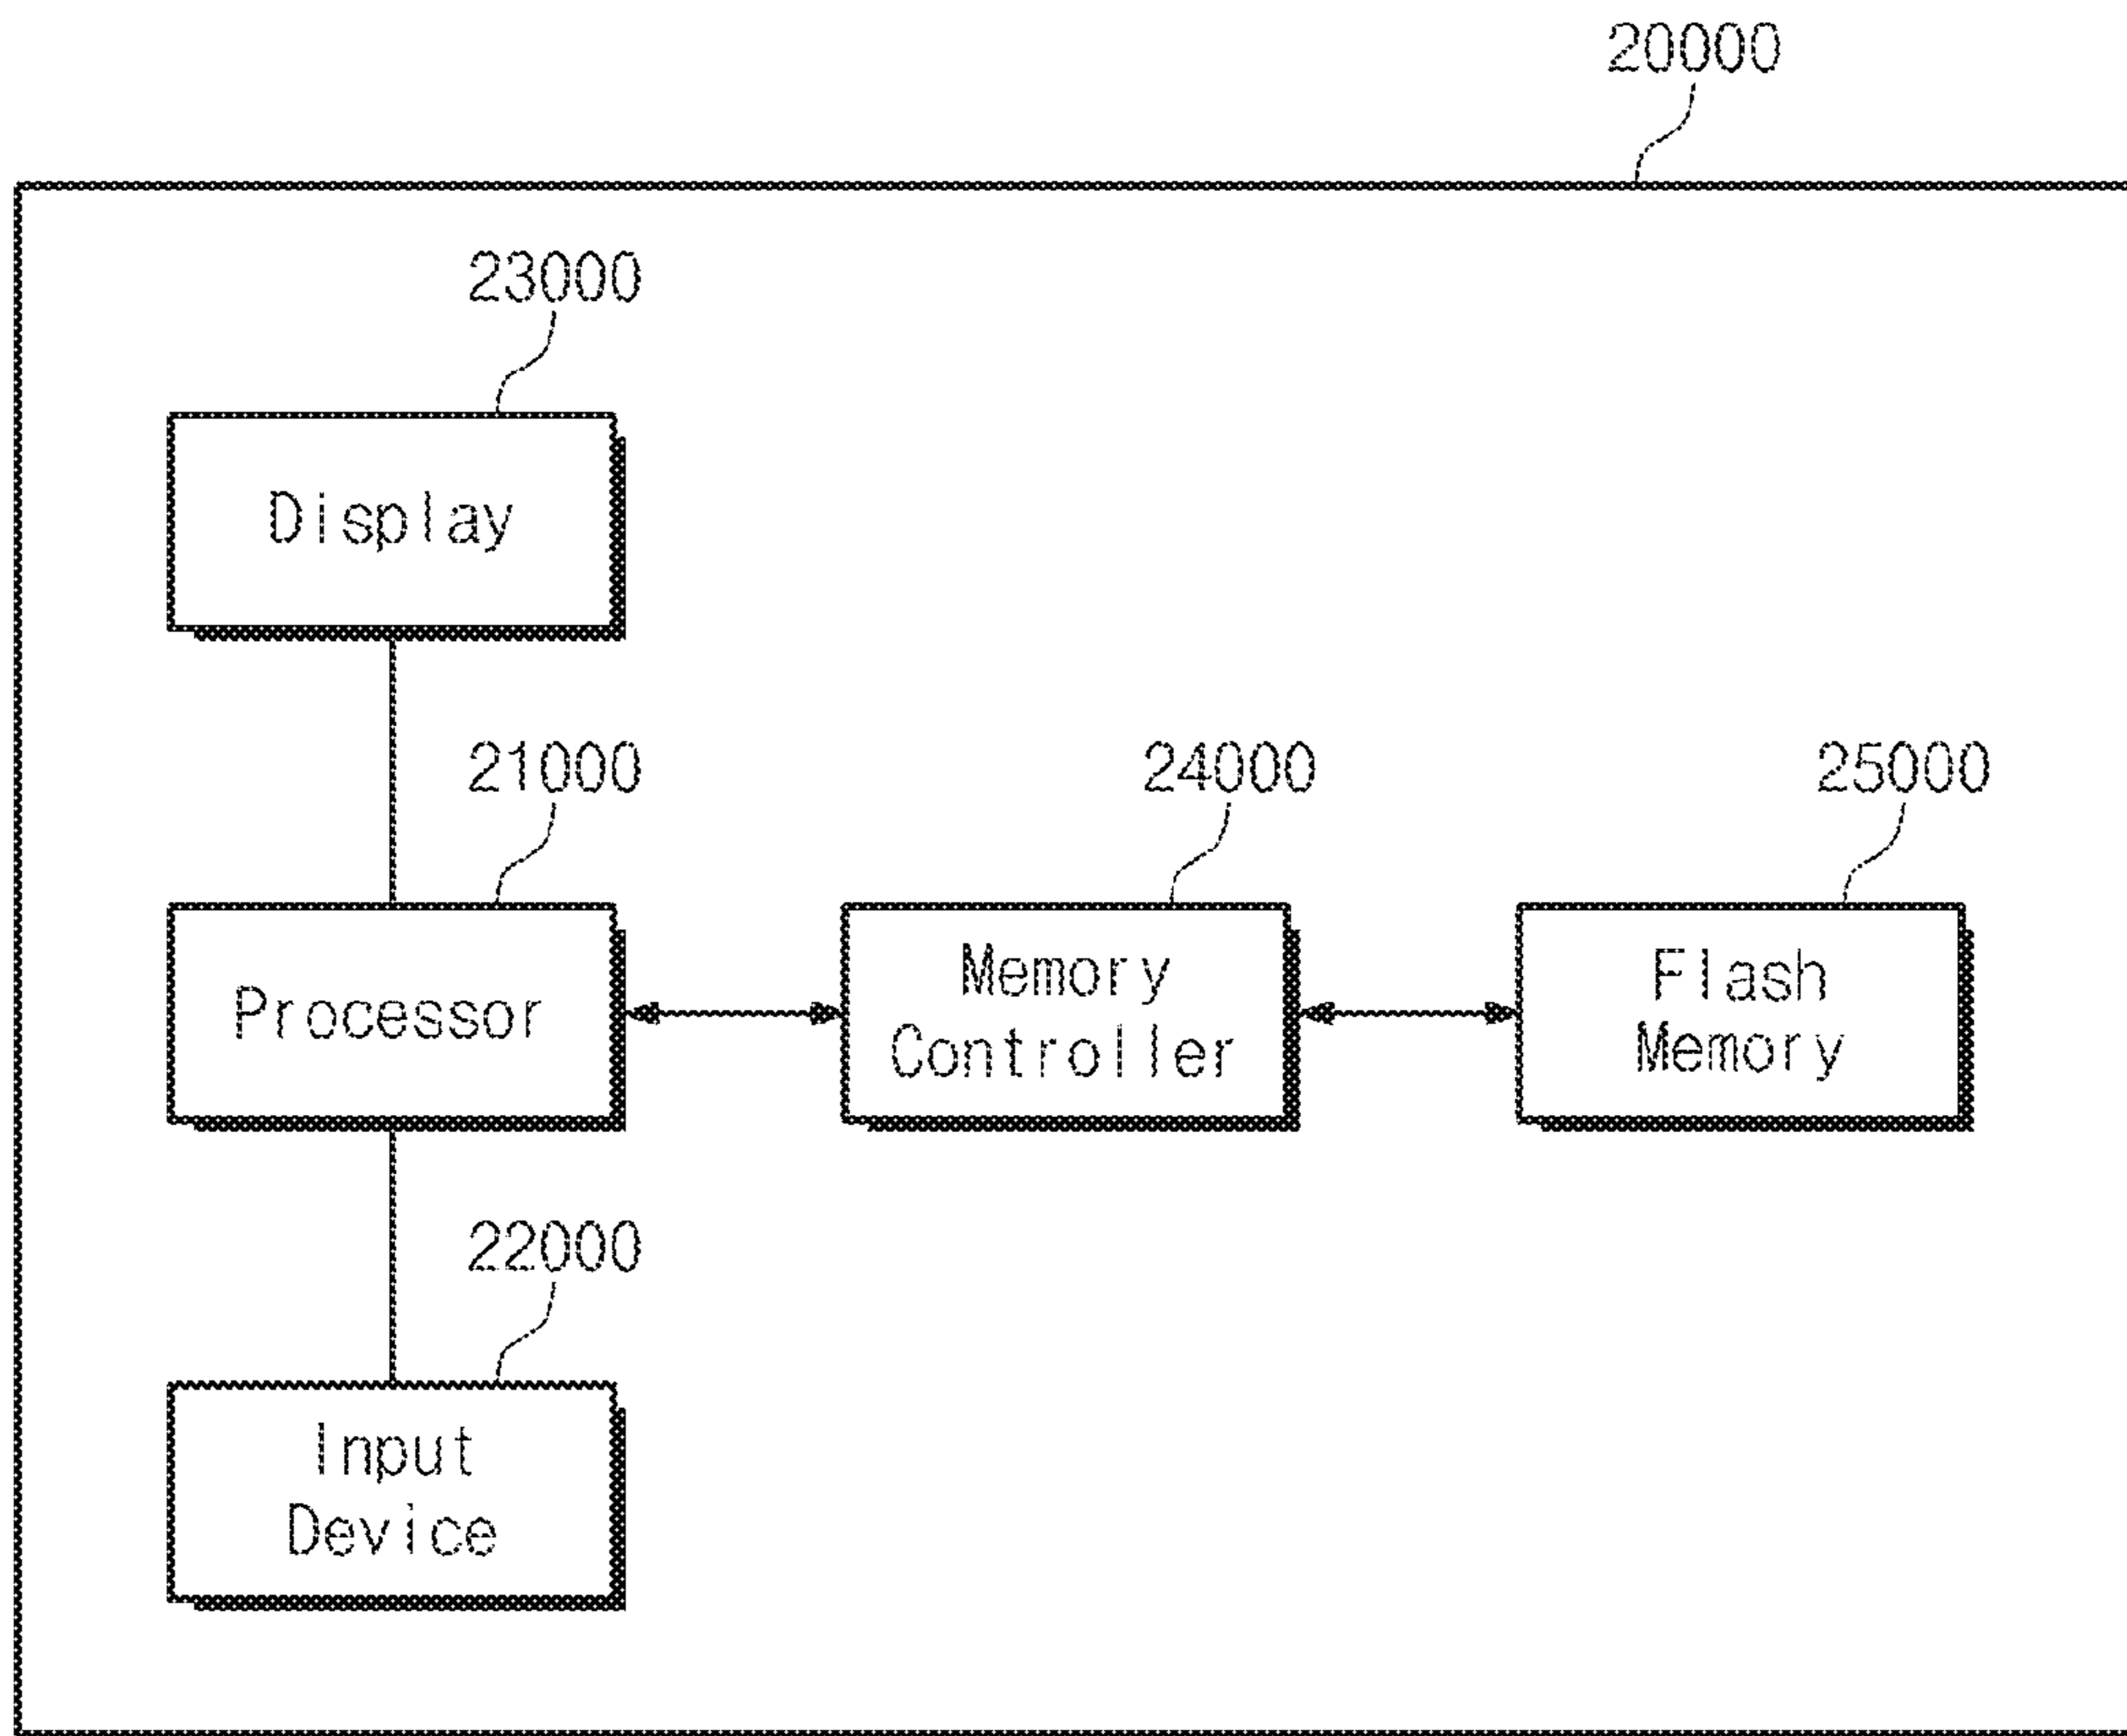 20000
23000
Display
21000
24000
25000
Processor
Memory
Controller
Flash
Memory
22000
Input
Device